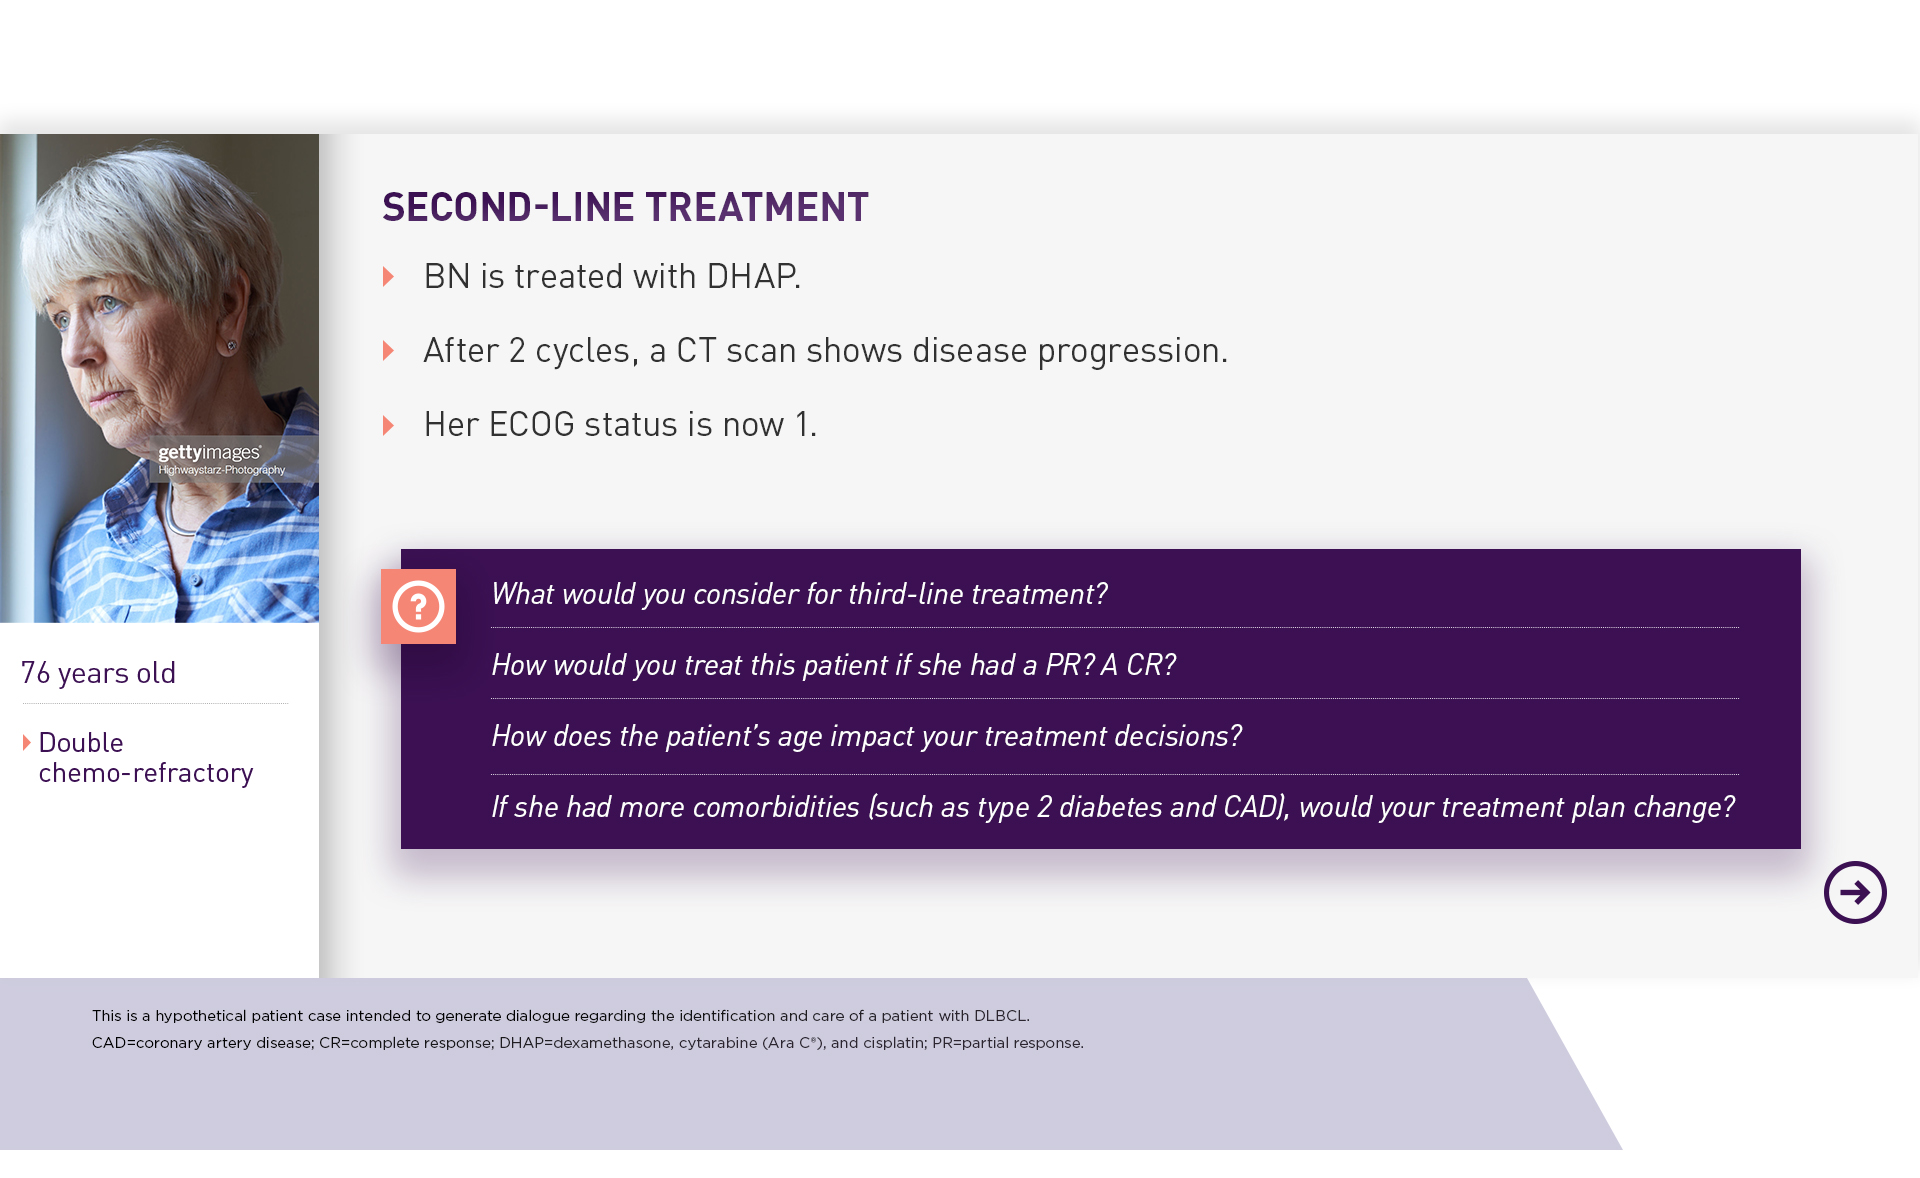 SECOND-LINE TREATMENT
BN is treated with DHAP.
After 2 cycles, a CT scan shows disease progression.
Her ECOG status is now 1.
gettyimages®
Highwaystarz-Photography
76 years old
Double
chemo-refractory
What would you consider for third-line treatment?
How would you treat this patient if she had a PR? A CR?
How does the patient's age impact your treatment decisions?
If she had more comorbidities (such as type 2 diabetes and CAD), would your treatment plan change?
This is a hypothetical patient case intended to generate dialogue regarding the identification and care of a patient with DLBCL.
CAD=coronary artery disease; CR=complete response; DHAP=dexamethasone, cytarabine (Ara C®), and cisplatin; PR=partial response.